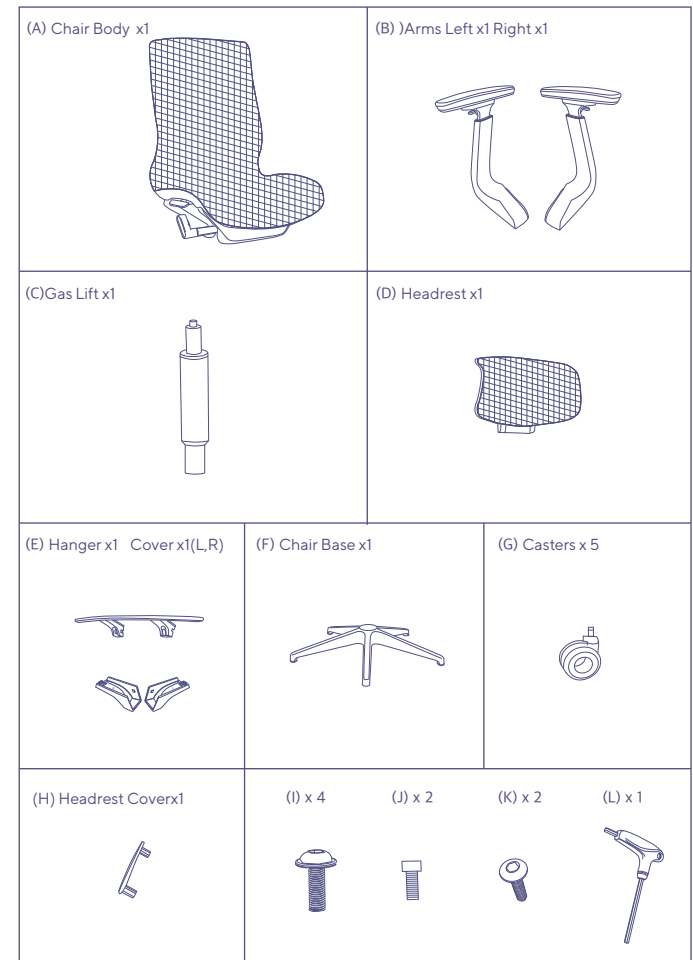 (A) Chair Body x1
(B) )Arms Left x1 Right x1
(C)Gas Lift x1
(D) Headrest x1
(E) Hanger x1 Cover x1(L,R)
(F) Chair Base x1
(G) Casters x 5
(H) Headrest Coverx1
(I) x 4
(J) x 2
(K) x 2
(L) x 1